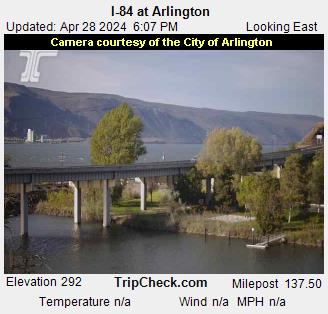 I-84 at Arlington
Updated: Apr 28 2024 6:07 PM Looking East
Camera courtesy of the City of Arlington
Elevation 292 TripCheck.com Milepost 137.50
Temperature n/a Wind n/a MPH n/a